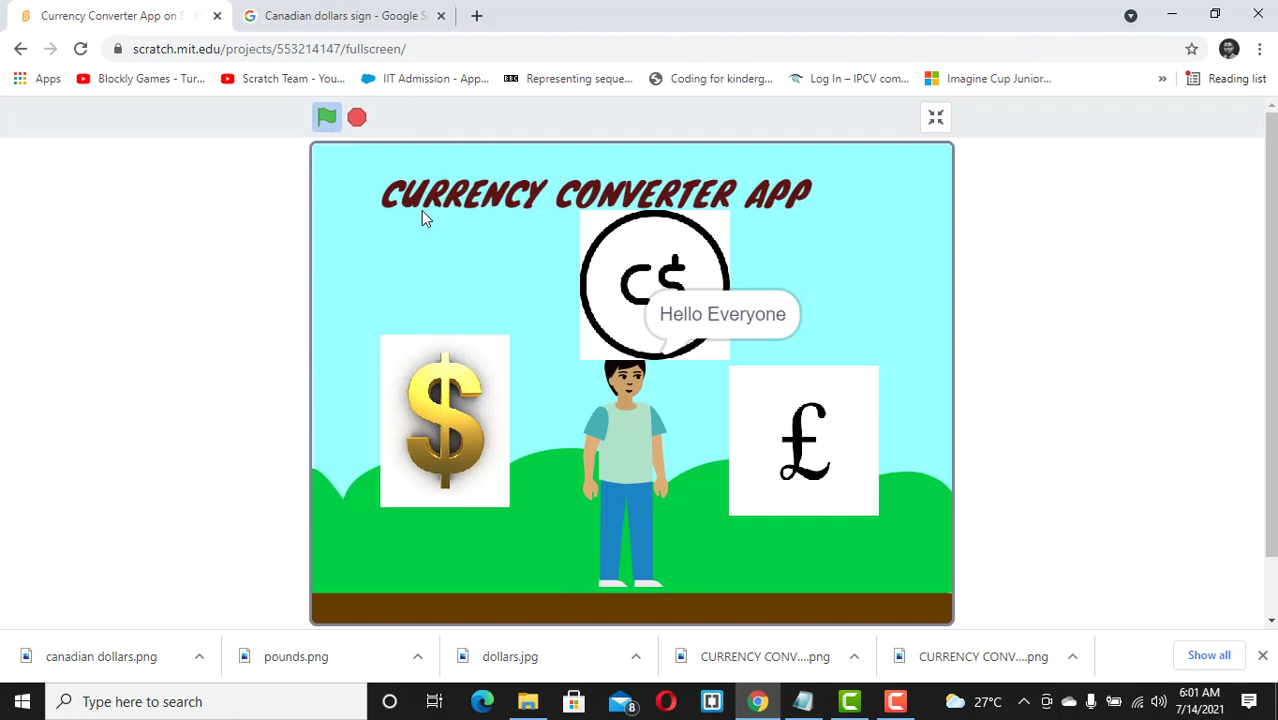 Currency Converter App on S
Canadian dollars sign - Google S
scratch.mit.edu/projects/553214147/fullscreen/
Apps
Blockly Games - Tur...
Scratch Team - You...
IIT Admission - App...
Representing seque...
Coding for kinderg...
Log In – IPCV com...
Imagine Cup Junior...
»
Reading list
CURRENCY CONVERTER APP
C$
Hello Everyone
$
£
canadian dollars.png
pounds.png
dollars.jpg
CURRENCY CONV....png
CURRENCY CONV....png
Show all
Type here to search
8
27°C
6:01 AM
7/14/2021